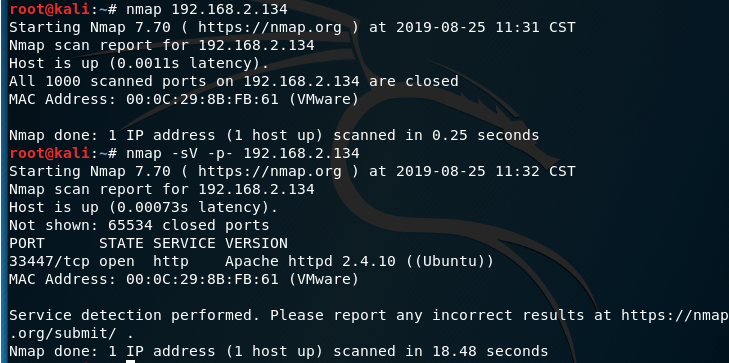 root@kali:~# nmap 192.168.2.134
Starting Nmap 7.70 ( https://nmap.org ) at 2019-08-25 11:31 CST
Nmap scan report for 192.168.2.134
Host is up (0.0011s latency).
All 1000 scanned ports on 192.168.2.134 are closed
MAC Address: 00:0C:29:8B:FB:61 (VMware)
Nmap done: 1 IP address (1 host up) scanned in 0.25 seconds
root@kali:~# nmap -sV -p- 192.168.2.134
Starting Nmap 7.70 ( https://nmap.org ) at 2019-08-25 11:32 CST
Nmap scan report for 192.168.2.134
Host is up (0.00073s latency).
Not shown: 65534 closed ports
PORT      STATE SERVICE VERSION
33447/tcp open  http    Apache httpd 2.4.10 ((Ubuntu))
MAC Address: 00:0C:29:8B:FB:61 (VMware)
Service detection performed. Please report any incorrect results at https://nmap
.org/submit/ .
Nmap done: 1 IP address (1 host up) scanned in 18.48 seconds